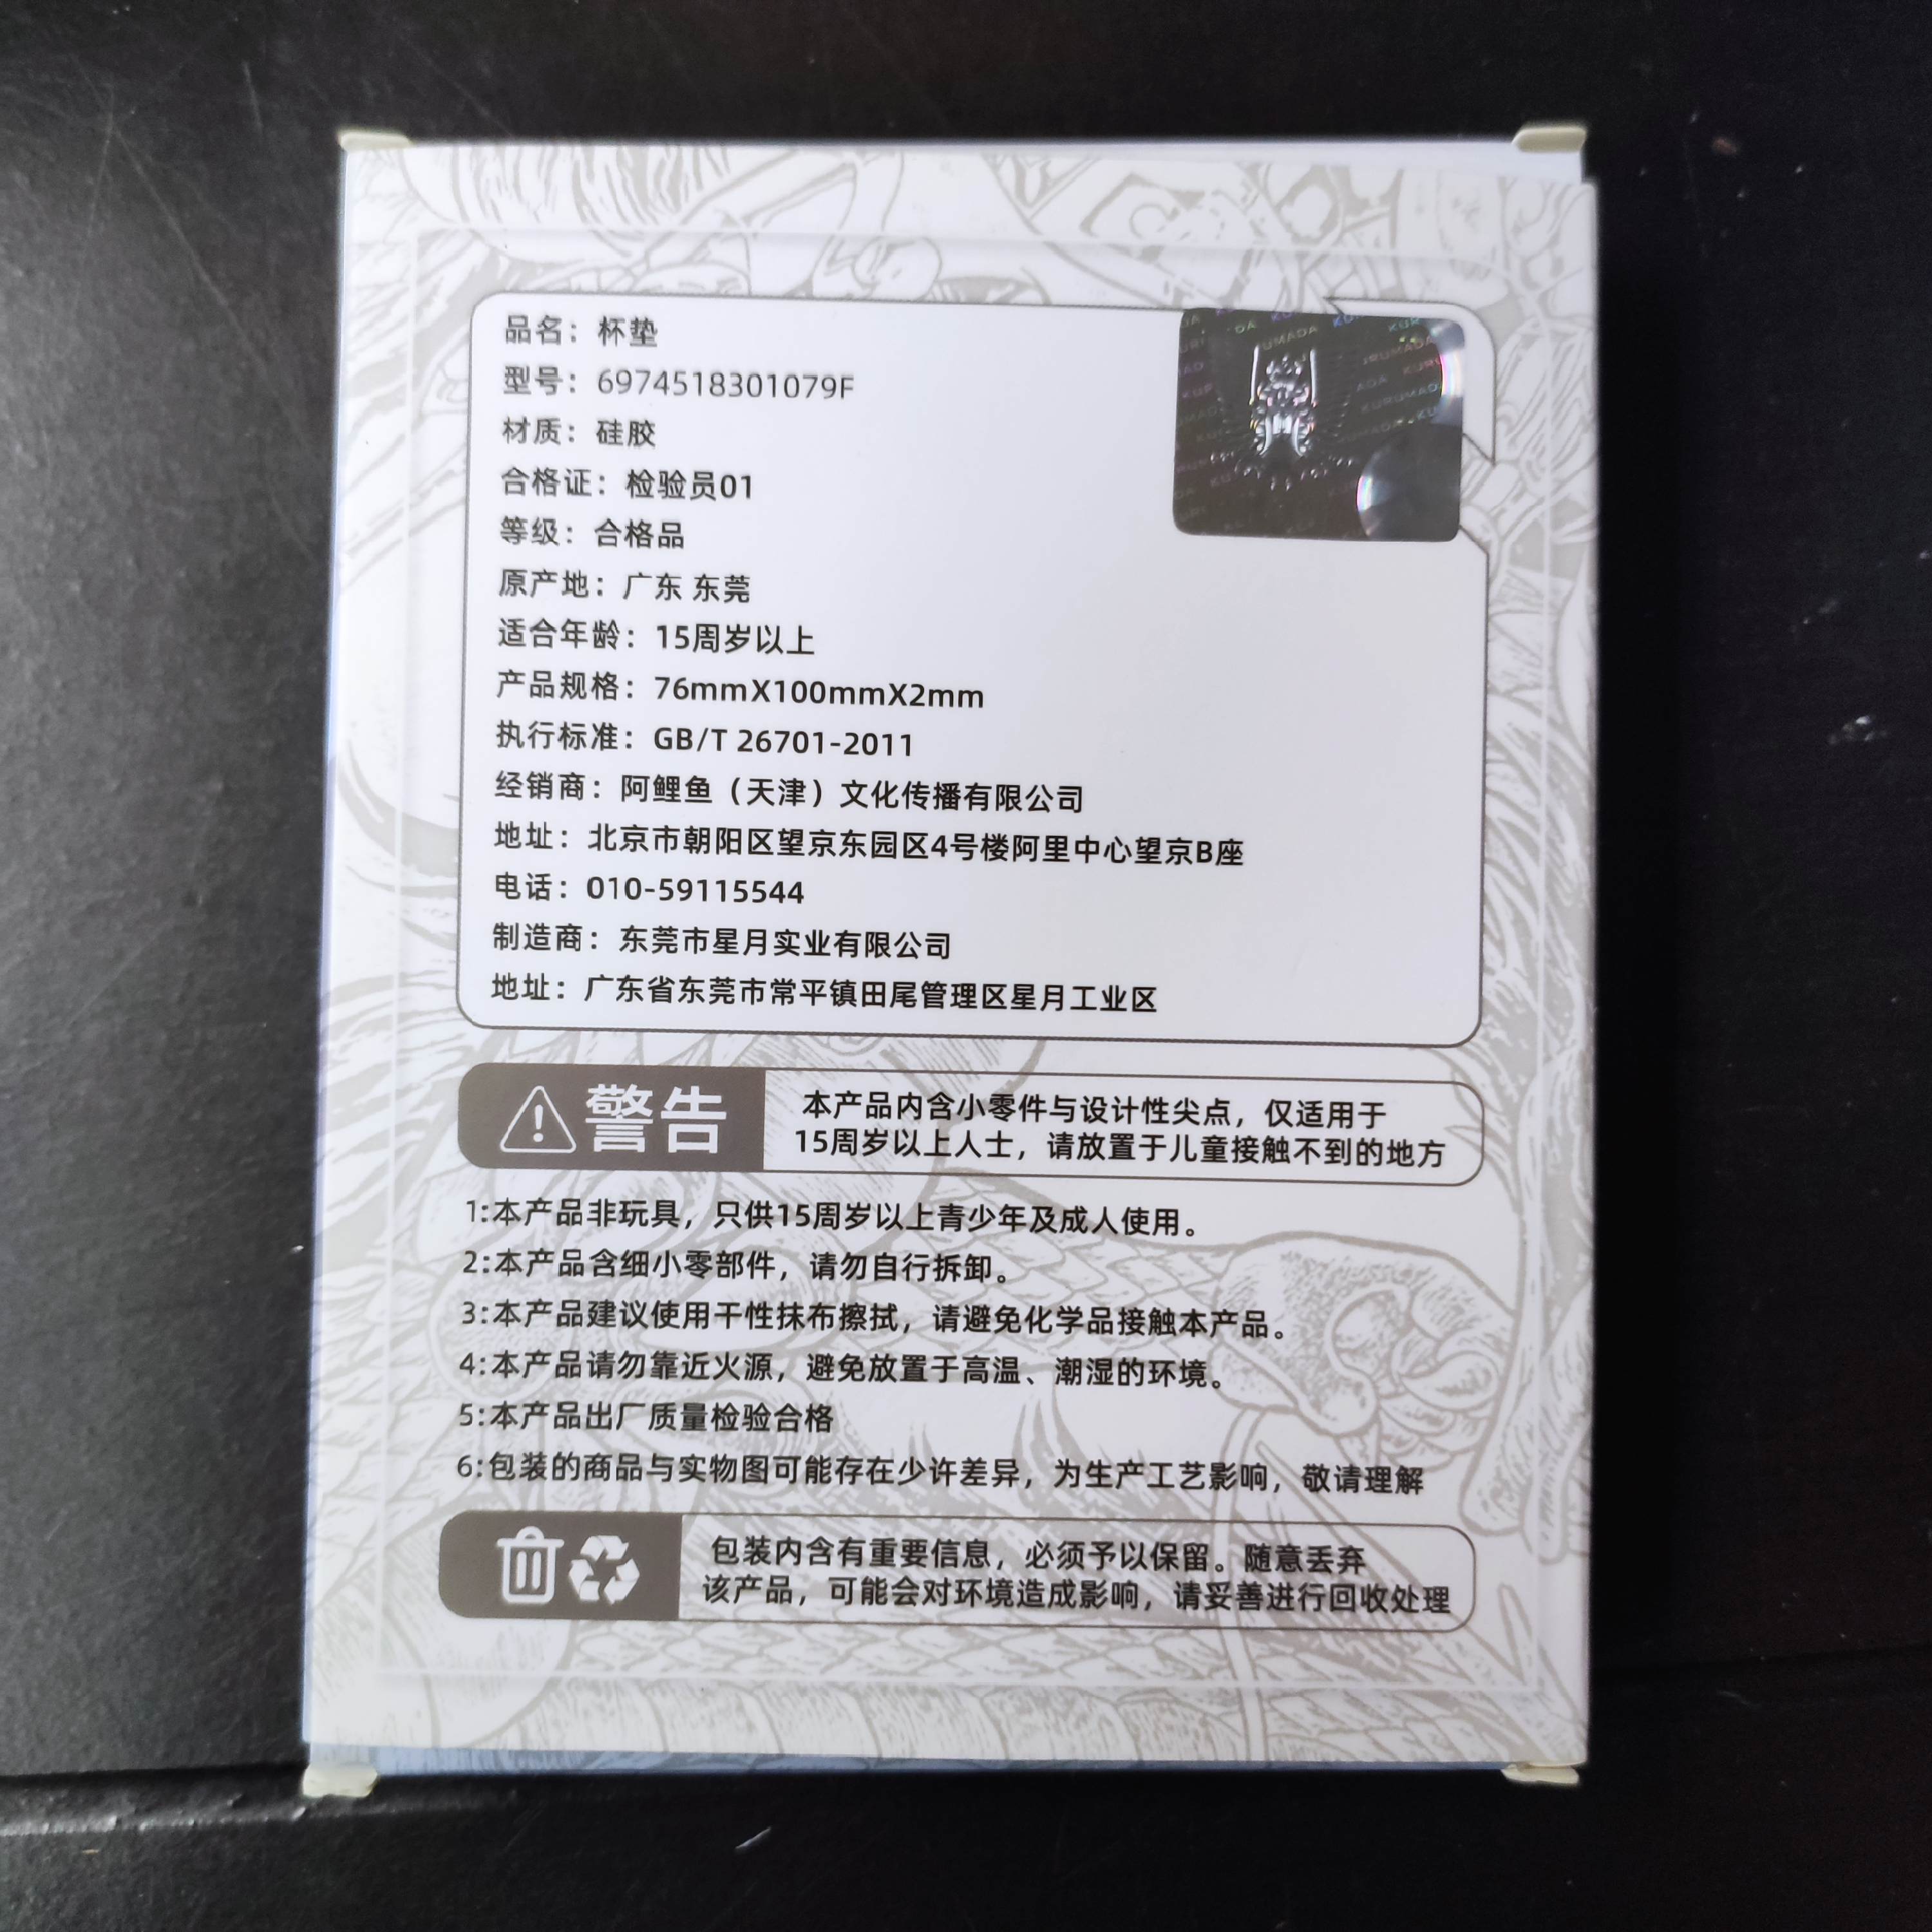 品名：杯垫
型号：6974518301079F
材质：硅胶
合格证：检验员01
等级：合格品
原产地：广东 东莞
适合年龄：15周岁以上
产品规格：76mmX100mmX2mm
执行标准：GB/T 26701-2011
经销商：阿鲤鱼（天津）文化传播有限公司
地址：北京市朝阳区望京东园区4号楼阿里中心望京B座
电话：010-59115544
制造商：东莞市星月实业有限公司
地址：广东省东莞市常平镇田尾管理区星月工业区
KURUMADA
警告
本产品内含小零件与设计性尖点，仅适用于
15周岁以上人士，请放置于儿童接触不到的地方
1:本产品非玩具，只供15周岁以上青少年及成人使用。
2:本产品含细小零部件，请勿自行拆卸。
3:本产品建议使用干性抹布擦拭，请避免化学品接触本产品。
4:本产品请勿靠近火源，避免放置于高温、潮湿的环境。
5:本产品出厂质量检验合格
6:包装的商品与实物图可能存在少许差异，为生产工艺影响，敬请理解
包装内含有重要信息，必须予以保留。随意丢弃
该产品，可能会对环境造成影响，请妥善进行回收处理